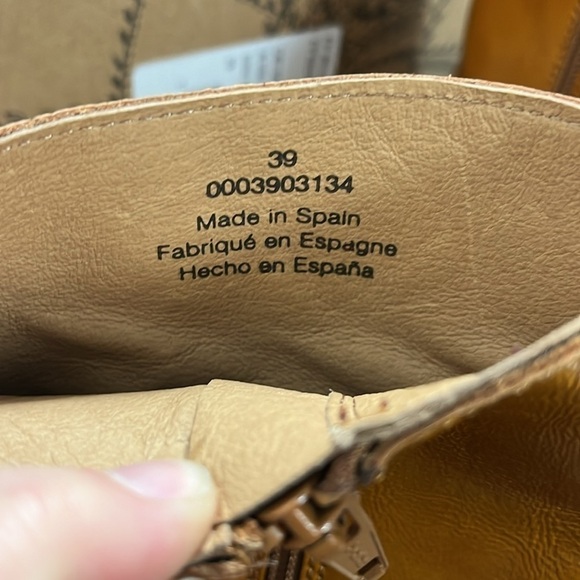 39
0003903134
Made in Spain
Fabriqué en Espagne
Hecho en España